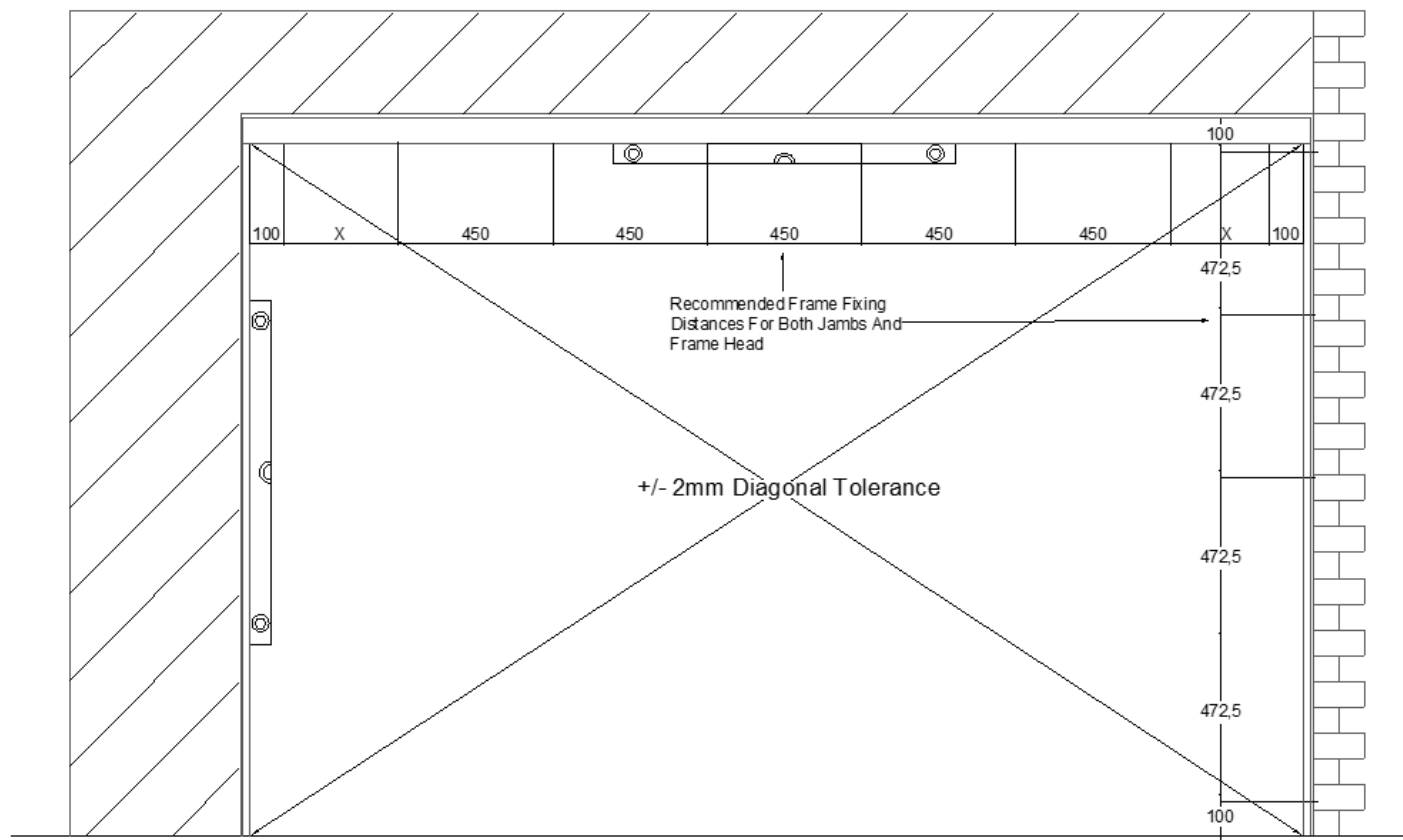 100
100 X 450 450 450 450 450 X 100
472,5
Recommended Frame Fixing
Distances For Both Jambs And
Frame Head
472,5
+/- 2mm Diagonal Tolerance
472,5
472,5
100